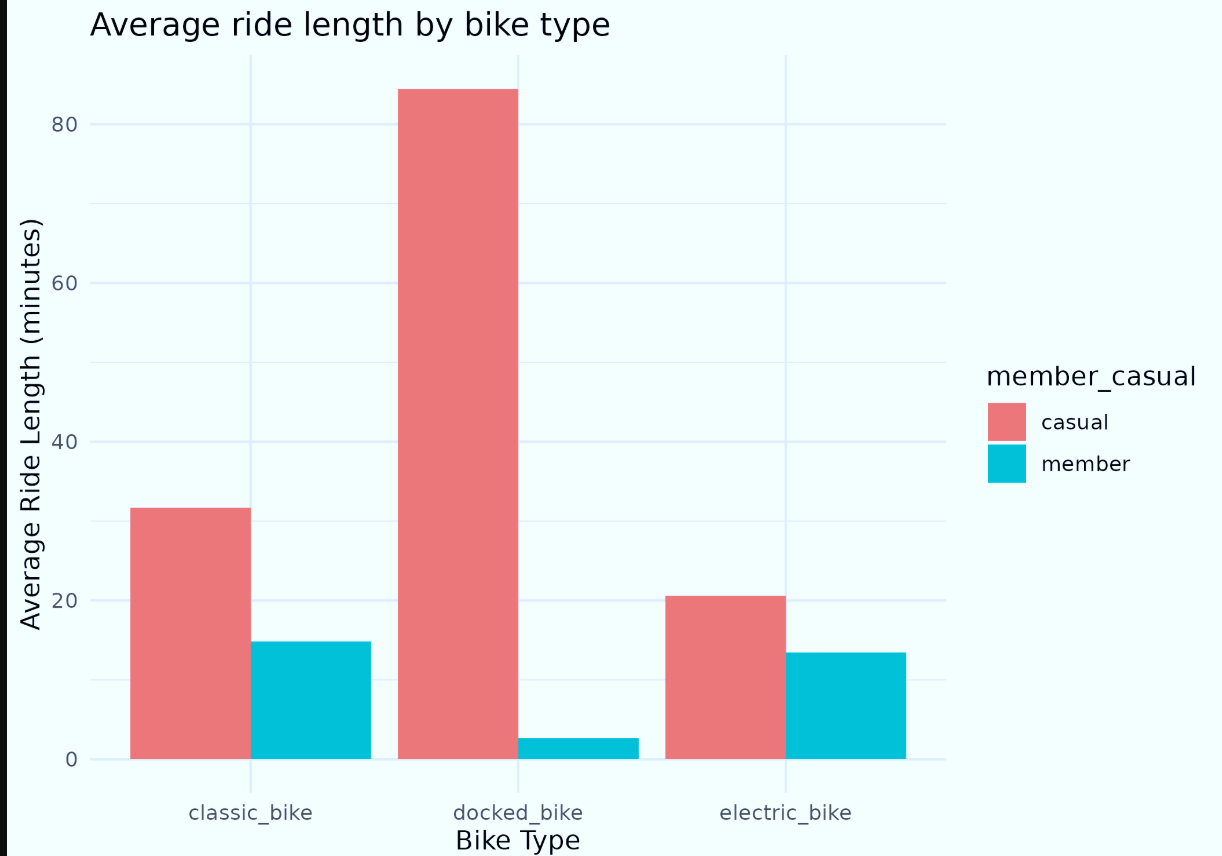 Average ride length by bike type
Average Ride Length (minutes)
80
60
40
20
0
classic_bike docked_bike electric_bike
Bike Type
member_casual
casual
member